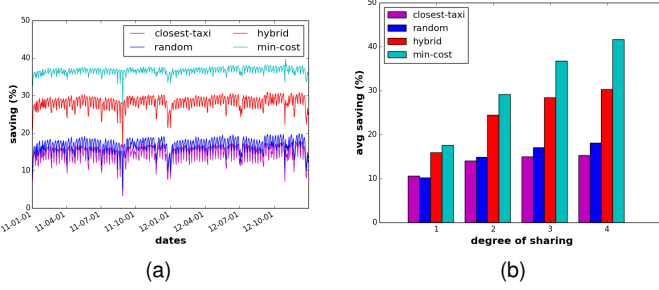 closest-taxi
random
hybrid
min-cost
50
40
30
20
10
0
saving (%)
11-01-01
11-04-01
11-07-01
11-10-01
12-01-01
12-04-01
12-07-01
12-10-01
dates
(a)
closest-taxi
random
hybrid
min-cost
50
40
30
20
10
0
avg saving (%)
1 2 3 4
degree of sharing
(b)